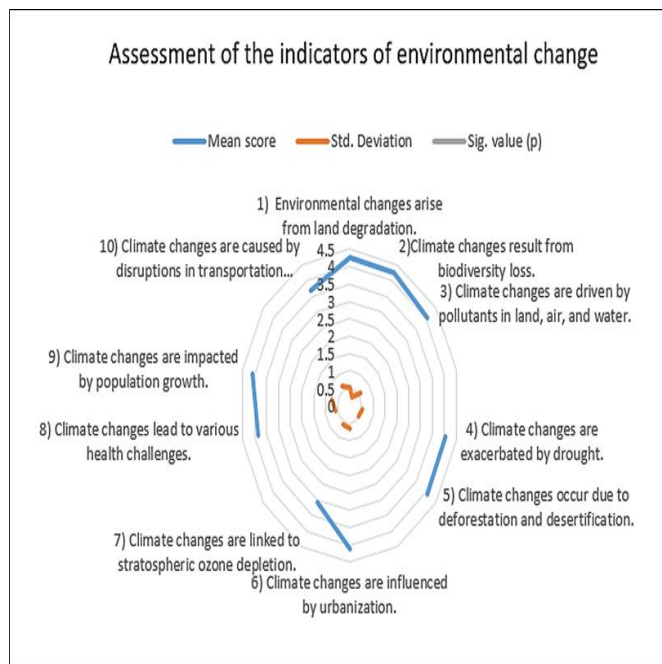 Assessment of the indicators of environmental change
Mean score
Std. Deviation
Sig. value (p)
1) Environmental changes arise
from land degradation.
2)Climate changes result from
biodiversity loss.
3) Climate changes are driven by
pollutants in land, air, and water.
4) Climate changes are
exacerbated by drought.
5) Climate changes occur due to
deforestation and desertification.
6) Climate changes are influenced
by urbanization.
7) Climate changes are linked to
stratospheric ozone depletion.
8) Climate changes lead to various
health challenges.
9) Climate changes are impacted
by population growth.
10) Climate changes are caused by
disruptions in transportation...
4.5
4
3.5
3
2.5
2
1.5
1
0.5
0